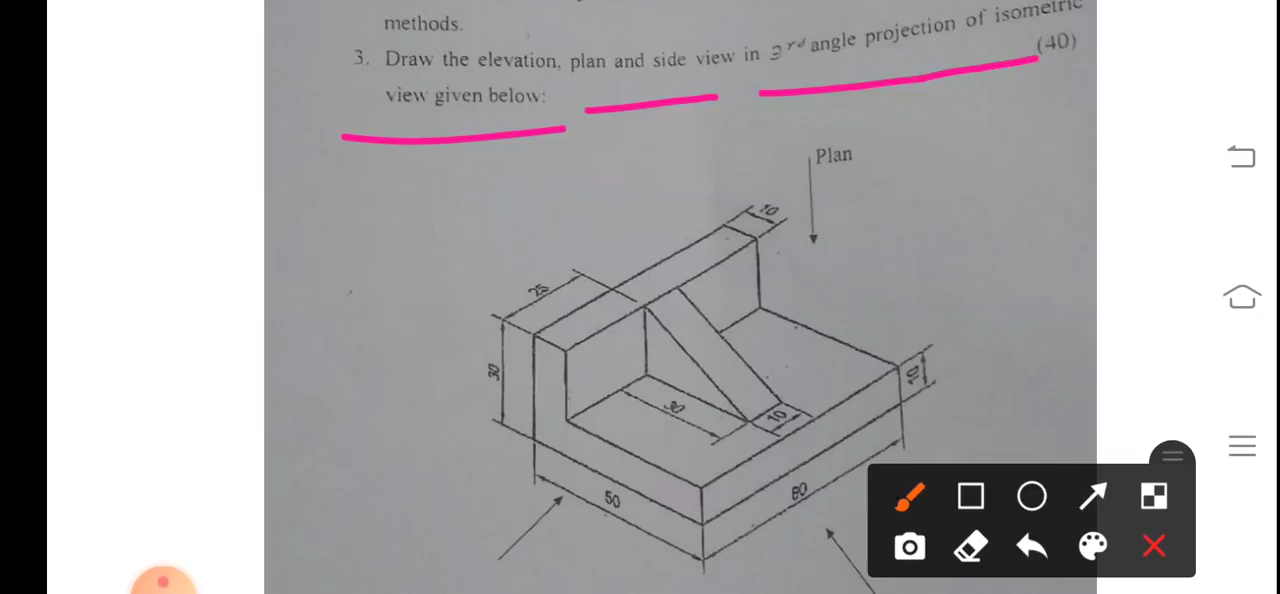 methods.
3. Draw the elevation, plan and side view in 3rd angle projection of isometric
(40)
view given below:
Plan
10
25
30
30
10
10
50
60